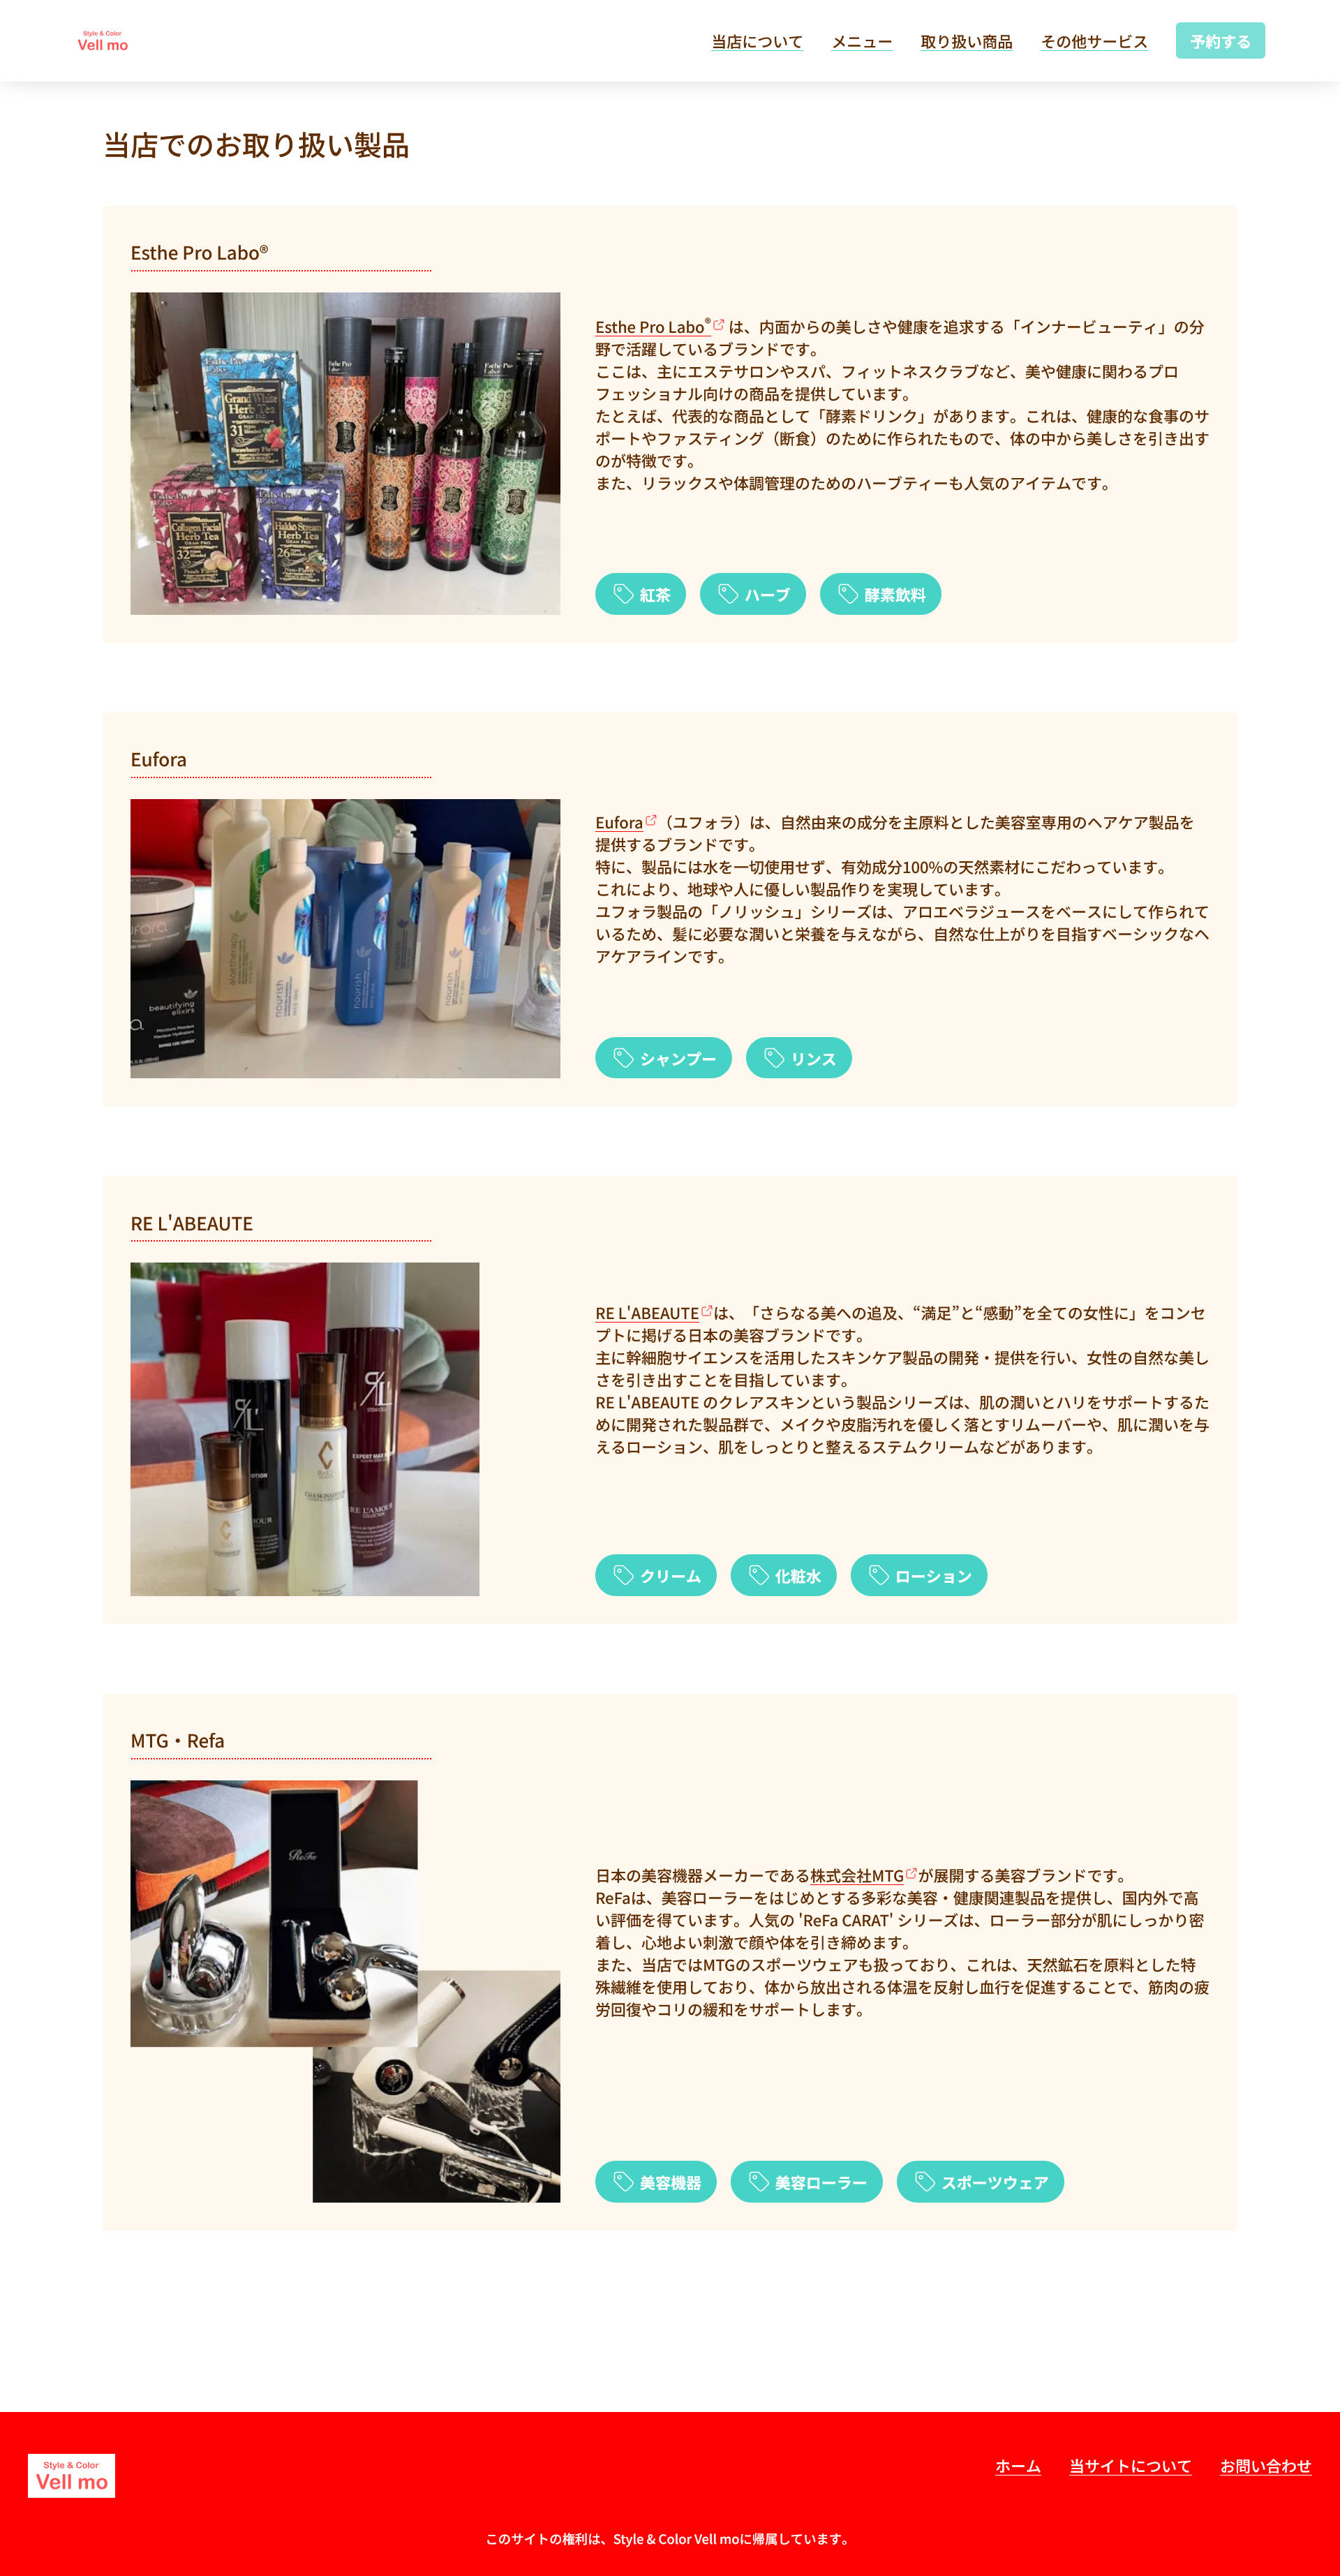 Style & Color
Vell mo
当店について
メニュー
取り扱い商品
その他サービス
予約する
当店でのお取り扱い製品
Esthe Pro Labo®
Grand White
Herb Tea
GRAN PRO
31
Collagen Facial
Herb Tea
GRAN PRO
32
Hakko Stream
Herb Tea
GRAN PRO
26
Esthe Pro Labo® は、内面からの美しさや健康を追求する「インナービューティ」の分
野で活躍しているブランドです。
ここは、主にエステサロンやスパ、フィットネスクラブなど、美や健康に関わるプロ
フェッショナル向けの商品を提供しています。
たとえば、代表的な商品として「酵素ドリンク」があります。これは、健康的な食事のサ
ポートやファスティング（断食）のために作られたもので、体の中から美しさを引き出す
のが特徴です。
また、リラックスや体調管理のためのハーブティーも人気のアイテムです。
紅茶
ハーブ
酵素飲料
Eufora
aloetherapy
beautifying
elixirs
nourish
nourish
nourish
Eufora（ユフォラ）は、自然由来の成分を主原料とした美容室専用のヘアケア製品を
提供するブランドです。
特に、製品には水を一切使用せず、有効成分100%の天然素材にこだわっています。
これにより、地球や人に優しい製品作りを実現しています。
ユフォラ製品の「ノリッシュ」シリーズは、アロエベラジュースをベースにして作られて
いるため、髪に必要な潤いと栄養を与えながら、自然な仕上がりを目指すベーシックなヘ
アケアラインです。
シャンプー
リンス
RE L'ABEAUTE
RE L'AMOUR
COLLECTION
RE L'ABEAUTEは、「さらなる美への追及、“満足”と“感動”を全ての女性に」をコンセ
プトに掲げる日本の美容ブランドです。
主に幹細胞サイエンスを活用したスキンケア製品の開発・提供を行い、女性の自然な美し
さを引き出すことを目指しています。
RE L'ABEAUTE のクレアスキンという製品シリーズは、肌の潤いとハリをサポートするた
めに開発された製品群で、メイクや皮脂汚れを優しく落とすリムーバーや、肌に潤いを与
えるローション、肌をしっとりと整えるステムクリームなどがあります。
クリーム
化粧水
ローション
MTG・Refa
ReFa
日本の美容機器メーカーである株式会社MTGが展開する美容ブランドです。
ReFaは、美容ローラーをはじめとする多彩な美容・健康関連製品を提供し、国内外で高
い評価を得ています。人気の 'ReFa CARAT' シリーズは、ローラー部分が肌にしっかり密
着し、心地よい刺激で顔や体を引き締めます。
また、当店ではMTGのスポーツウェアも扱っており、これは、天然鉱石を原料とした特
殊繊維を使用しており、体から放出される体温を反射し血行を促進することで、筋肉の疲
労回復やコリの緩和をサポートします。
美容機器
美容ローラー
スポーツウェア
Style & Color
Vell mo
ホーム
当サイトについて
お問い合わせ
このサイトの権利は、Style & Color Vell moに帰属しています。